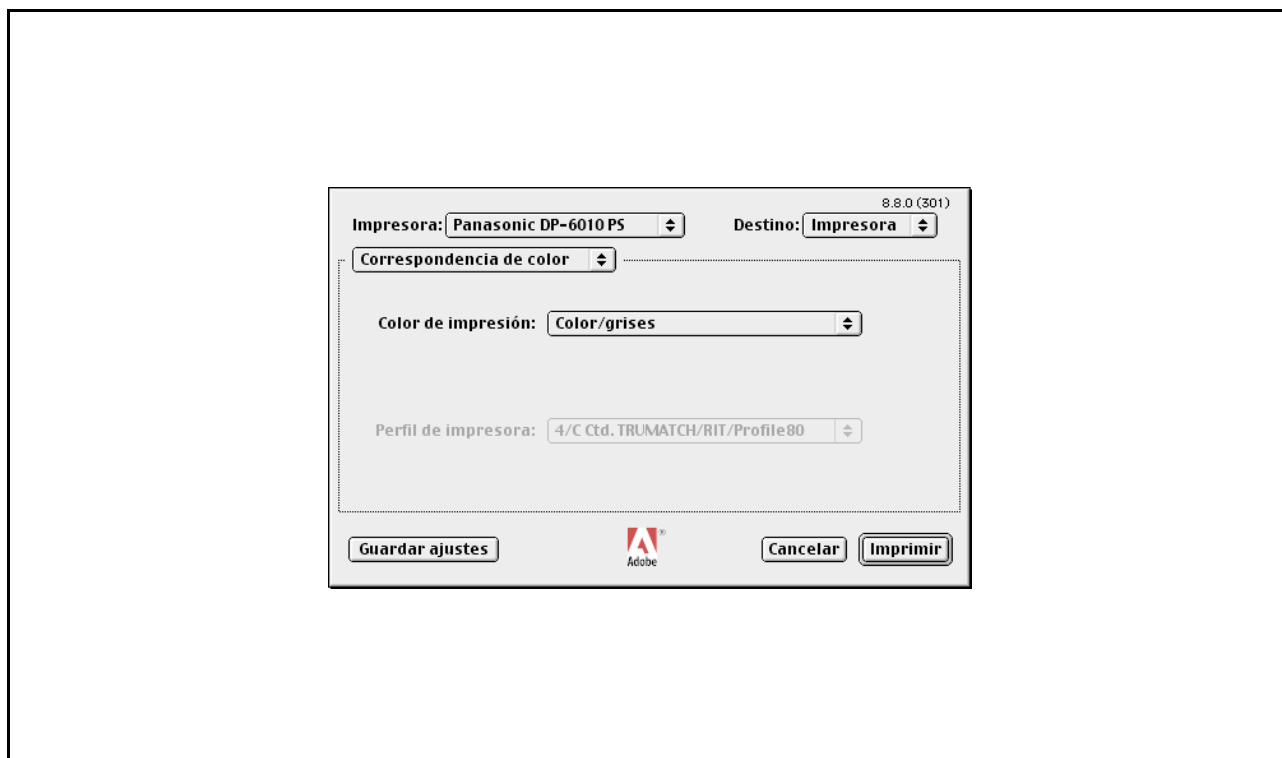 8.8.0 (301)
Impresora: Panasonic DP-6010 PS Destino: Impresora
Correspondencia de color
Color de impresión: Color/grises
Perfil de impresora: 4/C Ctd. TRUMATCH/RIT/Profile80
Guardar ajustes Adobe® Cancelar Imprimir